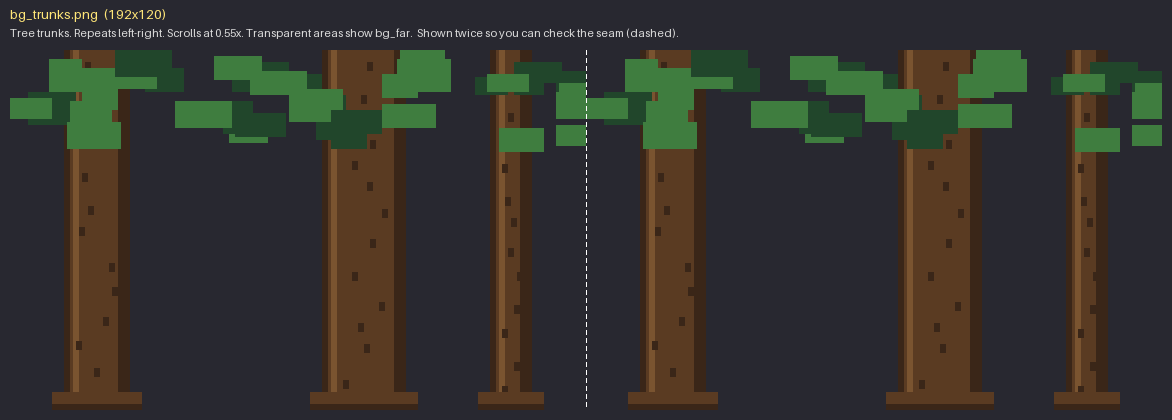 bg_trunks.png (192x120)
Tree trunks. Repeats left-right. Scrolls at 0.55x. Transparent areas show bg_far. Shown twice so you can check the seam (dashed).